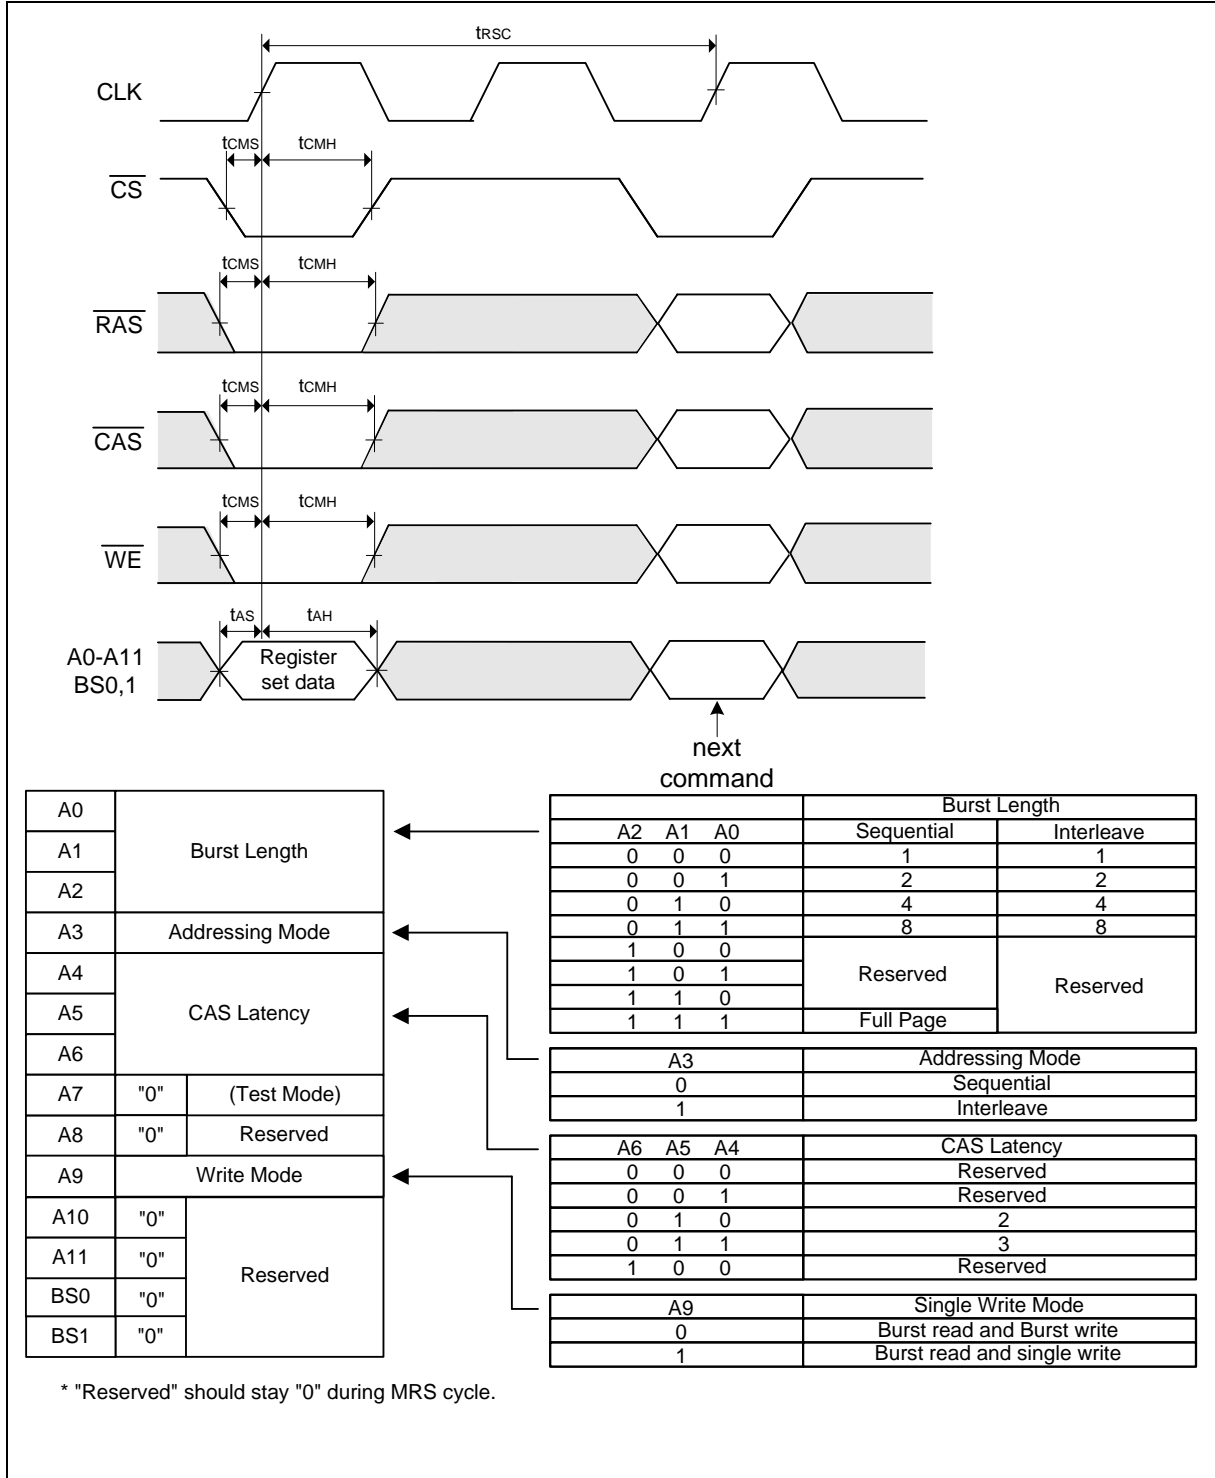 tRSC
CLK
tCMS tCMH
CS
tCMS tCMH
RAS
tCMS tCMH
CAS
tCMS tCMH
WE
tAS tAH
A0-A11
BS0,1
Register
set data
next
command
A0
A1 Burst Length
A2
A3 Addressing Mode
A4
A5 CAS Latency
A6
A7 "0" (Test Mode)
A8 "0" Reserved
A9 Write Mode
A10 "0"
A11 "0"
Reserved
BS0 "0"
BS1 "0"
Burst Length
A2 A1 A0 Sequential Interleave
0 0 0 1 1
0 0 1 2 2
0 1 0 4 4
0 1 1 8 8
1 0 0
1 0 1 Reserved Reserved
1 1 0
1 1 1 Full Page
A3 Addressing Mode
0 Sequential
1 Interleave
A6 A5 A4 CAS Latency
0 0 0 Reserved
0 0 1 Reserved
0 1 0 2
0 1 1 3
1 0 0 Reserved
A9 Single Write Mode
0 Burst read and Burst write
1 Burst read and single write
* "Reserved" should stay "0" during MRS cycle.